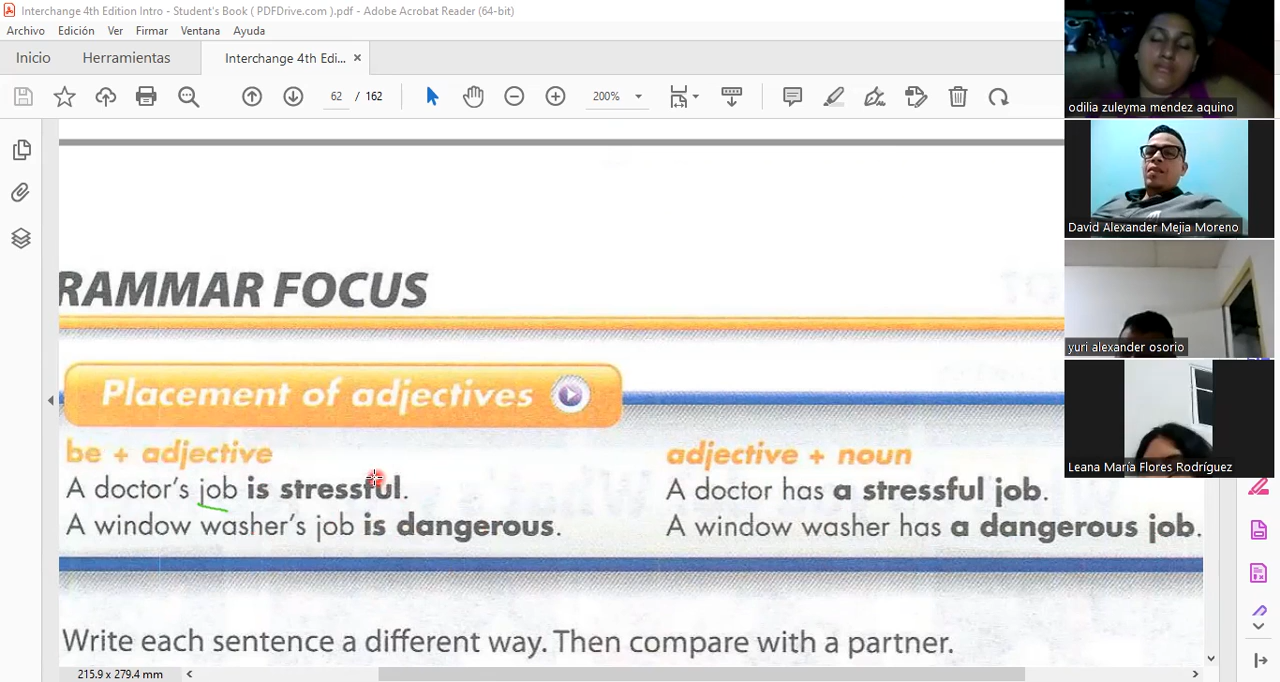 Interchange 4th Edition Intro - Student's Book ( PDFDrive.com ).pdf - Adobe Acrobat Reader (64-bit)
Archivo Edición Ver Firmar Ventana Ayuda
Inicio Herramientas Interchange 4th Edi... ×
62 / 162 200%
odilia zuleyma mendez aquino
David Alexander Mejia Moreno
yuri alexander osorio
Leana María Flores Rodríguez
RAMMAR FOCUS
Placement of adjectives
be + adjective
A doctor's job is stressful.
A window washer's job is dangerous.
adjective + noun
A doctor has a stressful job.
A window washer has a dangerous job.
Write each sentence a different way. Then compare with a partner.
215.9 x 279.4 mm